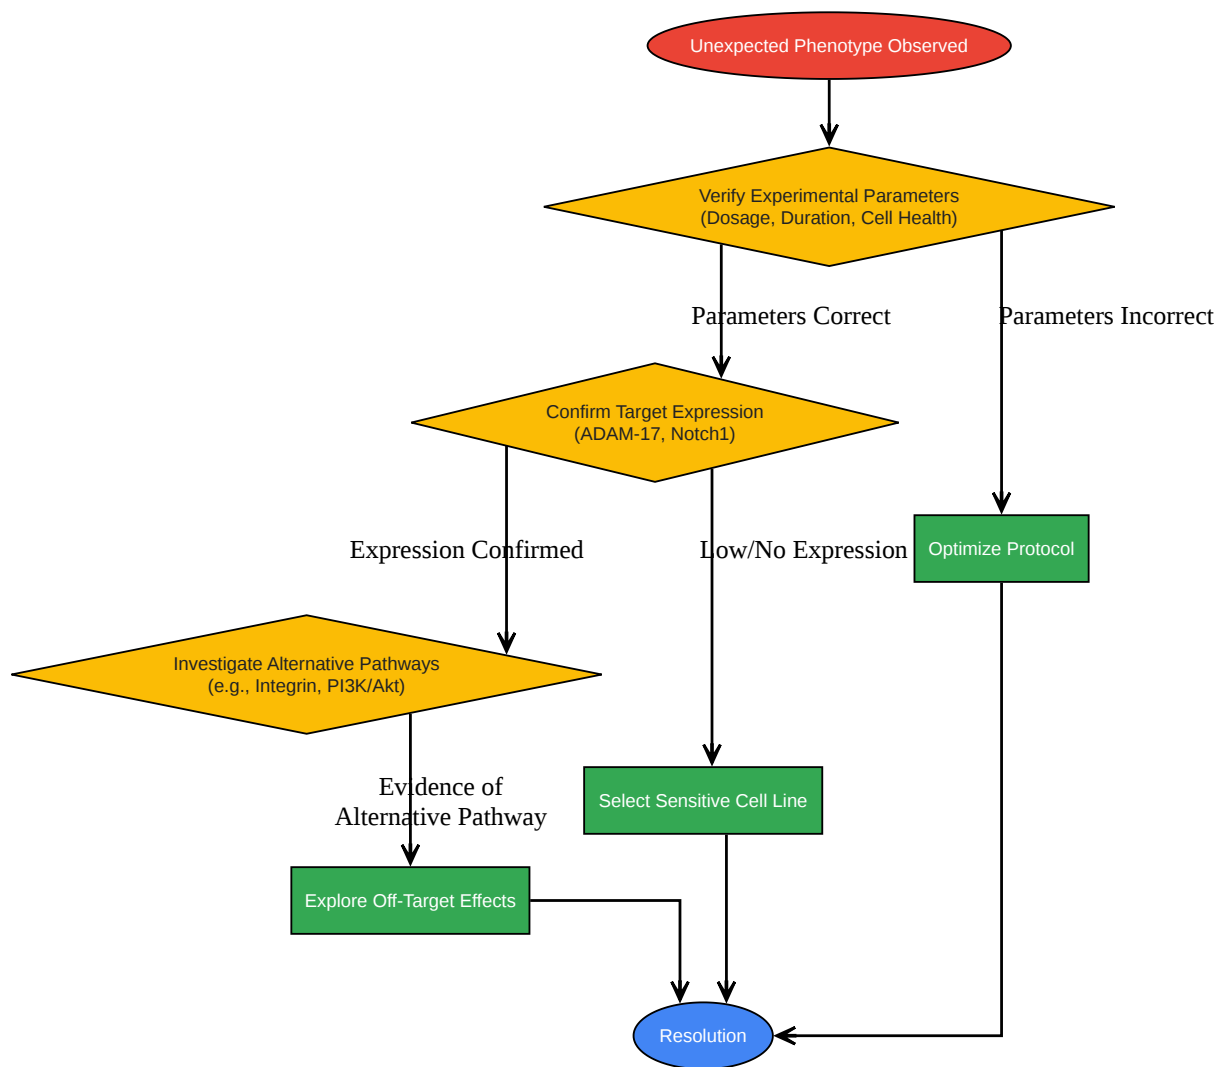 Unexpected Phenotype Observed
Verify Experimental Parameters
(Dosage, Duration, Cell Health)
Parameters Correct
Parameters Incorrect
Confirm Target Expression
(ADAM-17, Notch1)
Expression Confirmed
Low/No Expression
Optimize Protocol
Investigate Alternative Pathways
(e.g., Integrin, PI3K/Akt)
Evidence of
Alternative Pathway
Select Sensitive Cell Line
Explore Off-Target Effects
Resolution